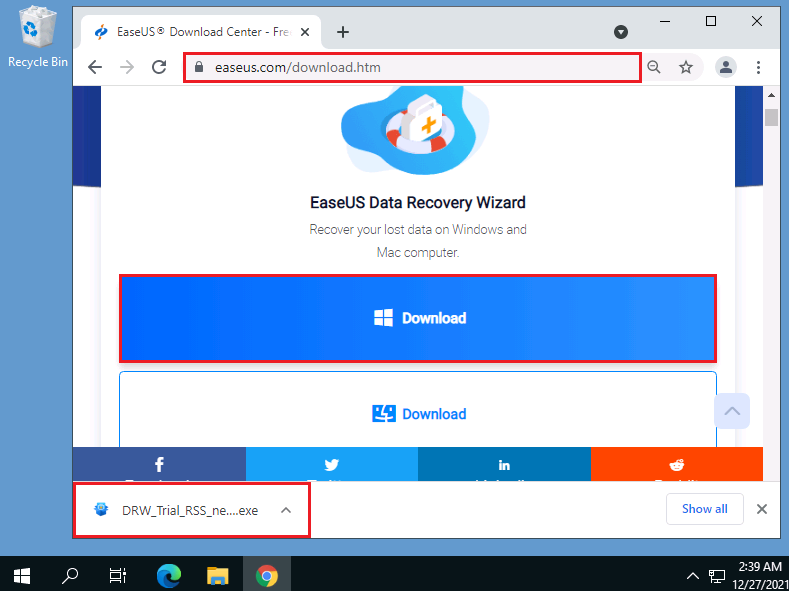 Recycle Bin
EaseUS® Download Center - Fre
easeus.com/download.htm
EaseUS Data Recovery Wizard
Recover your lost data on Windows and
Mac computer.
Download
Download
DRW_Trial_RSS_ne....exe
Show all
2:39 AM
12/27/2021